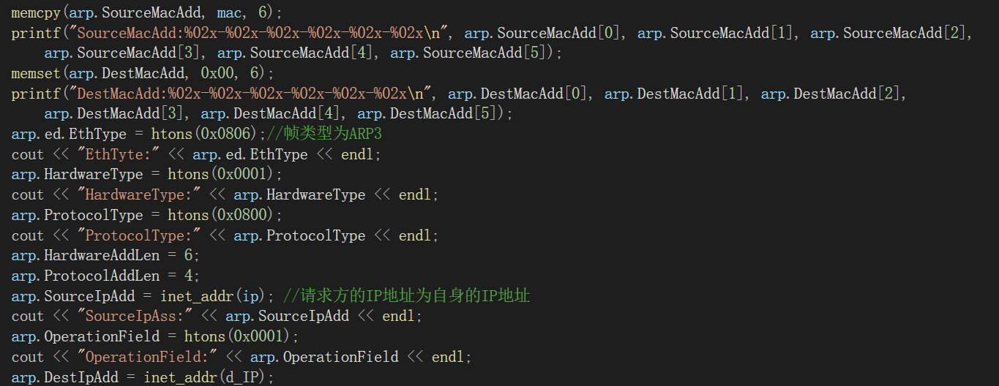 memcpy(arp.SourceMacAdd, mac, 6);
printf("SourceMacAdd:%02x-%02x-%02x-%02x-%02x-%02x\n", arp.SourceMacAdd[0], arp.SourceMacAdd[1], arp.SourceMacAdd[2],
arp.SourceMacAdd[3], arp.SourceMacAdd[4], arp.SourceMacAdd[5]);
memset(arp.DestMacAdd, 0x00, 6);
printf("DestMacAdd:%02x-%02x-%02x-%02x-%02x-%02x\n", arp.DestMacAdd[0], arp.DestMacAdd[1], arp.DestMacAdd[2],
arp.DestMacAdd[3], arp.DestMacAdd[4], arp.DestMacAdd[5]);
arp.ed.EthType = htons(0x0806);//帧类型为ARP3
cout << "EthTyte:" << arp.ed.EthType << endl;
arp.HardwareType = htons(0x0001);
cout << "HardwareType:" << arp.HardwareType << endl;
arp.ProtocolType = htons(0x0800);
cout << "ProtocolType:" << arp.ProtocolType << endl;
arp.HardwareAddLen = 6;
arp.ProtocolAddLen = 4;
arp.SourceIpAdd = inet_addr(ip); //请求方的IP地址为自身的IP地址
cout << "SourceIpAss:" << arp.SourceIpAdd << endl;
arp.OperationField = htons(0x0001);
cout << "OperationField:" << arp.OperationField << endl;
arp.DestIpAdd = inet_addr(d_IP);